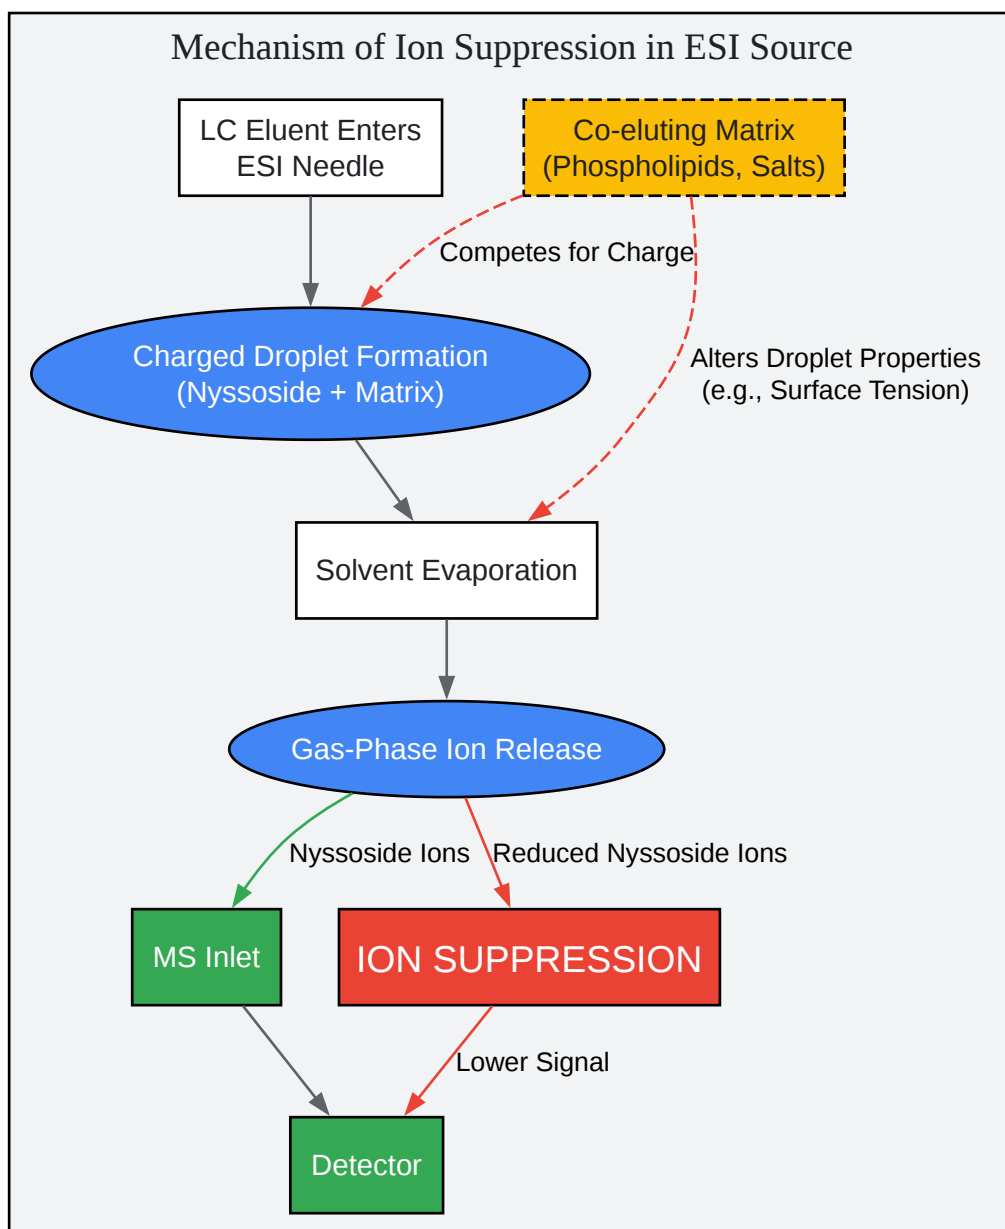 Mechanism of Ion Suppression in ESI Source
LC Eluent Enters
ESI Needle
Co-eluting Matrix
(Phospholipids, Salts)
Competes for Charge
Charged Droplet Formation
(Nyssoside + Matrix)
Alters Droplet Properties
(e.g., Surface Tension)
Solvent Evaporation
Gas-Phase Ion Release
Nyssoside Ions
Reduced Nyssoside Ions
MS Inlet
ION SUPPRESSION
Lower Signal
Detector